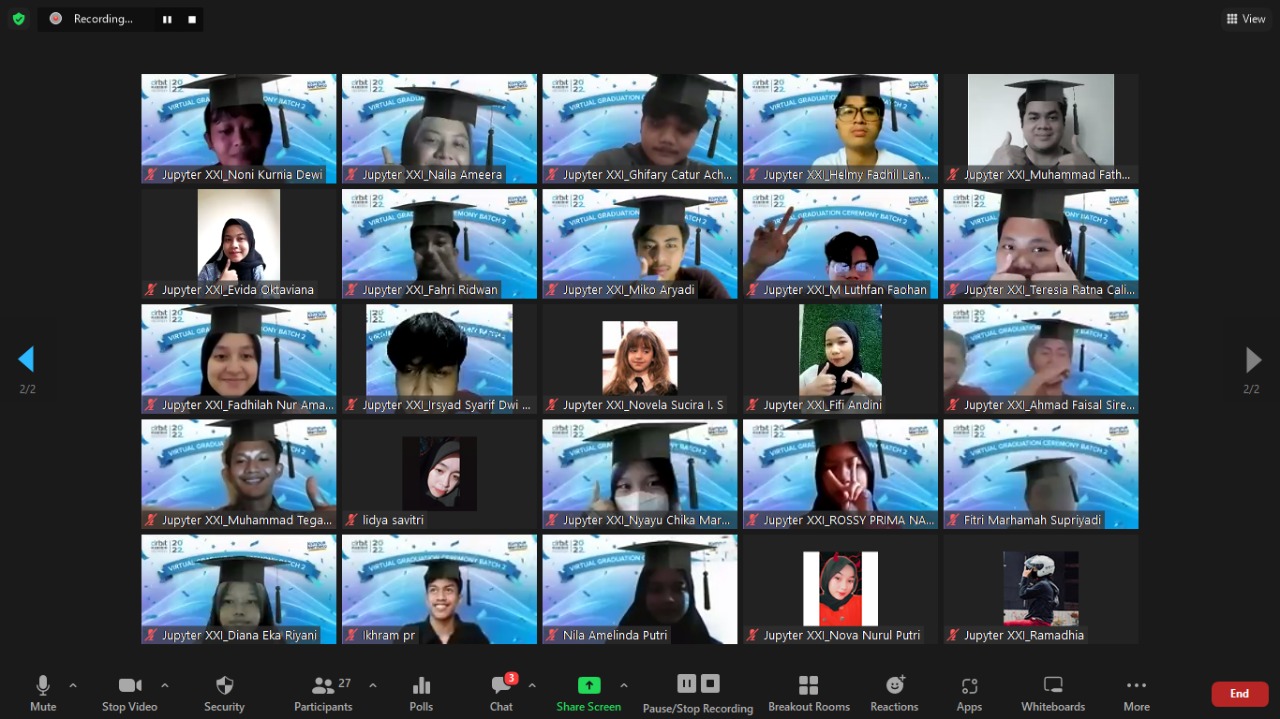 Recording...
View
Jupyter XXI_Noni Kurnia Dewi
Jupyter XXI_Naila Ameera
Jupyter XXI_Ghifary Catur Ach...
Jupyter XXI_Helmy Fadhil Lan...
Jupyter XXI_Muhammad Fath...
Jupyter XXI_Evida Oktaviana
Jupyter XXI_Fahri Ridwan
Jupyter XXI_Miko Aryadi
VIRTUAL GRADUATION CEREMONY BATCH 2
Jupyter XXI_M Luthfan Faohan
Jupyter XXI_Teresia Ratna Cali...
2/2
2/2
Jupyter XXI_Fadhilah Nur Ama...
Jupyter XXI_Irsyad Syarif Dwi ...
Jupyter XXI_Novela Sucira I. S
Jupyter XXI_Fifi Andini
Jupyter XXI_Ahmad Faisal Sire...
Jupyter XXI_Muhammad Tega...
lidya savitri
Jupyter XXI_Nyayu Chika Mar...
Jupyter XXI_ROSSY PRIMA NA...
VIRTUAL GRADUATION CEREMONY BATCH 2
Fitri Marhamah Supriyadi
Jupyter XXI_Diana Eka Riyani
Ikhram pr
Nila Amelinda Putri
Jupyter XXI_Nova Nurul Putri
Jupyter XXI_Ramadhia
Mute
Stop Video
Security
27
Participants
Polls
3
Chat
Share Screen
Pause/Stop Recording
Breakout Rooms
Reactions
Apps
Whiteboards
More
End